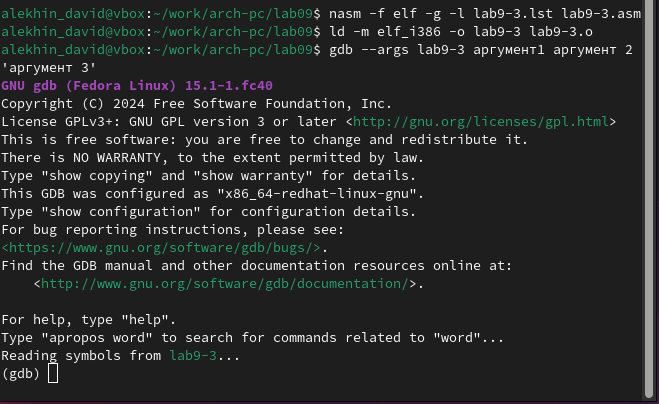 alekhin_david@vbox:~/work/arch-pc/lab09$ nasm -f elf -g -l lab9-3.lst lab9-3.asm
alekhin_david@vbox:~/work/arch-pc/lab09$ ld -m elf_i386 -o lab9-3 lab9-3.o
alekhin_david@vbox:~/work/arch-pc/lab09$ gdb --args lab9-3 аргумент1 аргумент 2
'аргумент 3'
GNU gdb (Fedora Linux) 15.1-1.fc40
Copyright (C) 2024 Free Software Foundation, Inc.
License GPLv3+: GNU GPL version 3 or later <http://gnu.org/licenses/gpl.html>
This is free software: you are free to change and redistribute it.
There is NO WARRANTY, to the extent permitted by law.
Type "show copying" and "show warranty" for details.
This GDB was configured as "x86_64-redhat-linux-gnu".
Type "show configuration" for configuration details.
For bug reporting instructions, please see:
<https://www.gnu.org/software/gdb/bugs/>.
Find the GDB manual and other documentation resources online at:
    <http://www.gnu.org/software/gdb/documentation/>.

For help, type "help".
Type "apropos word" to search for commands related to "word"...
Reading symbols from lab9-3...
(gdb)